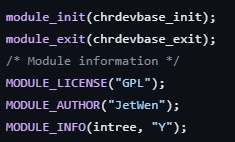 module_init(chrdevbase_init);
module_exit(chrdevbase_exit);
/* Module information */
MODULE_LICENSE("GPL");
MODULE_AUTHOR("JetWen");
MODULE_INFO(intree, "Y");